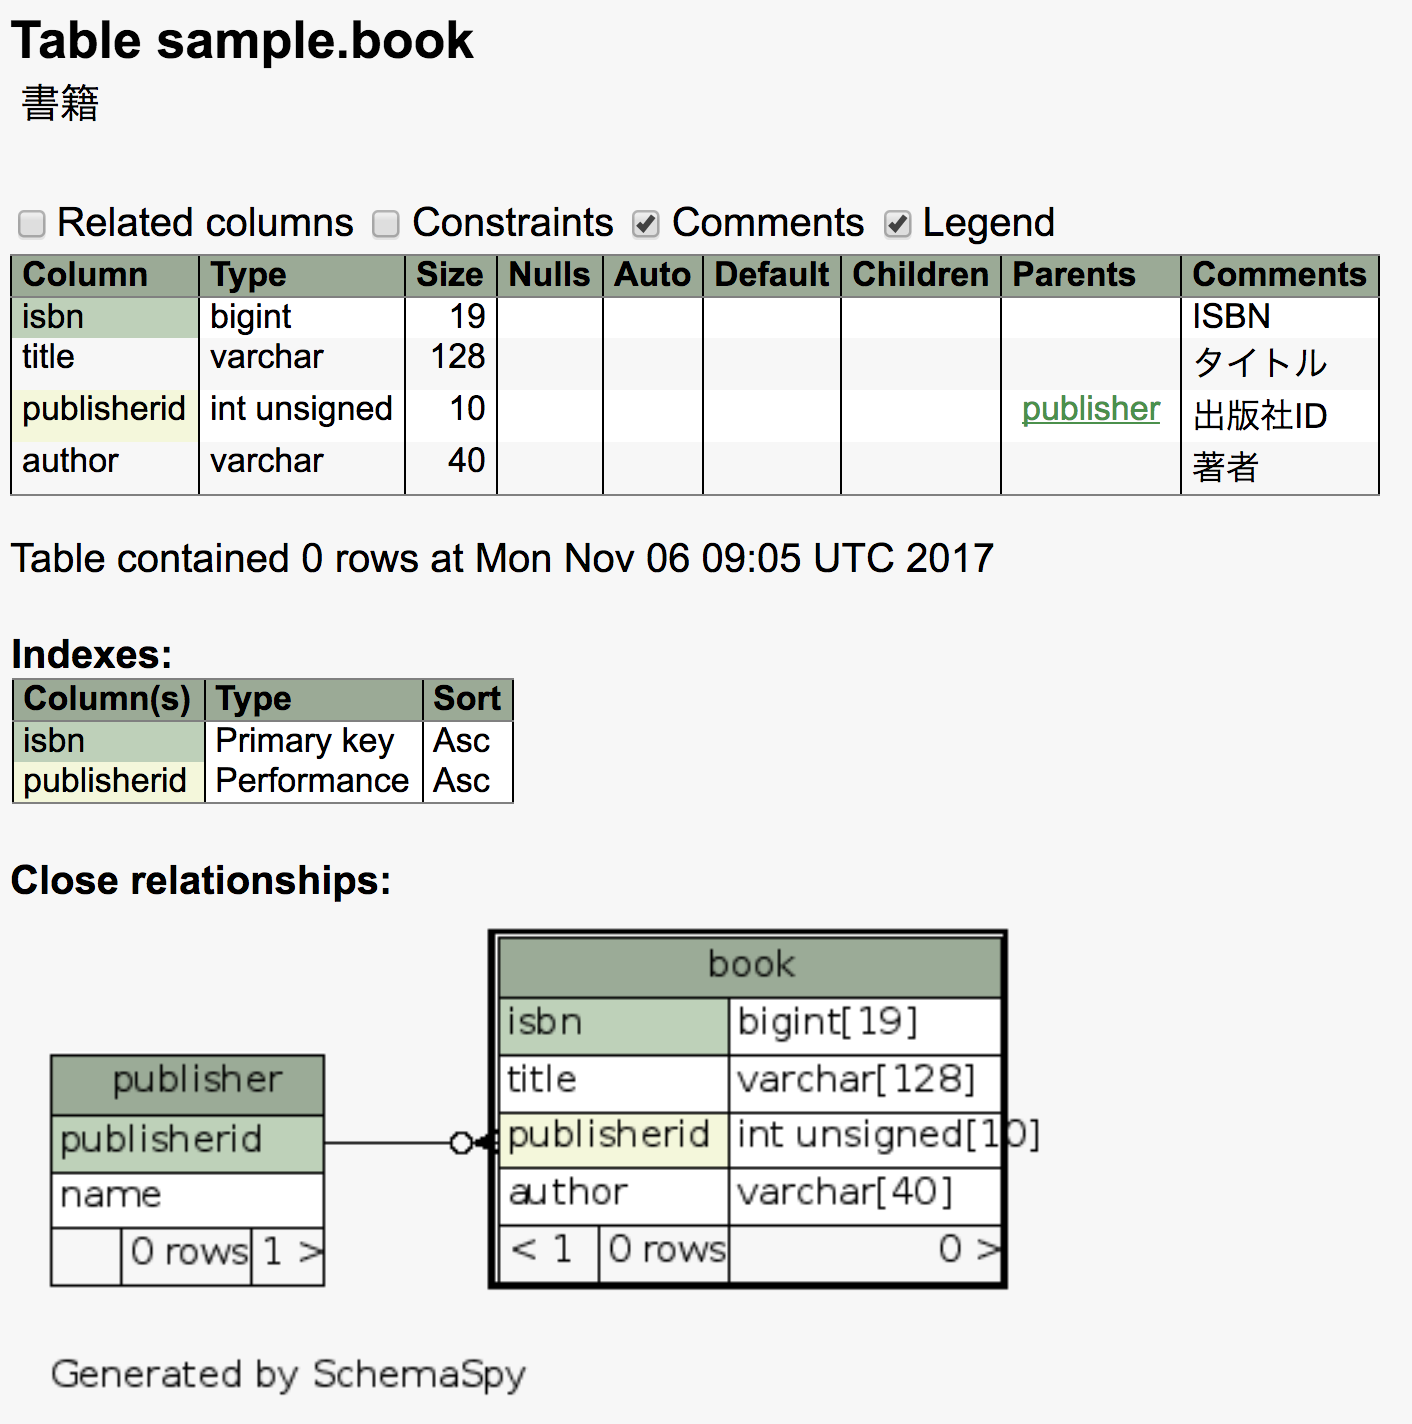 Table sample.book
書籍
Related columns Constraints Comments Legend
Column Type Size Nulls Auto Default Children Parents Comments
isbn bigint 19 ISBN
title varchar 128 タイトル
publisherid int unsigned 10 publisher 出版社ID
author varchar 40 著者
Table contained 0 rows at Mon Nov 06 09:05 UTC 2017
Indexes:
Column(s) Type Sort
isbn Primary key Asc
publisherid Performance Asc
Close relationships:
publisher
publisherid
name
0 rows 1 >
book
isbn bigint[19]
title varchar[128]
publisherid int unsigned[10]
author varchar[40]
< 1 0 rows 0 >
Generated by SchemaSpy